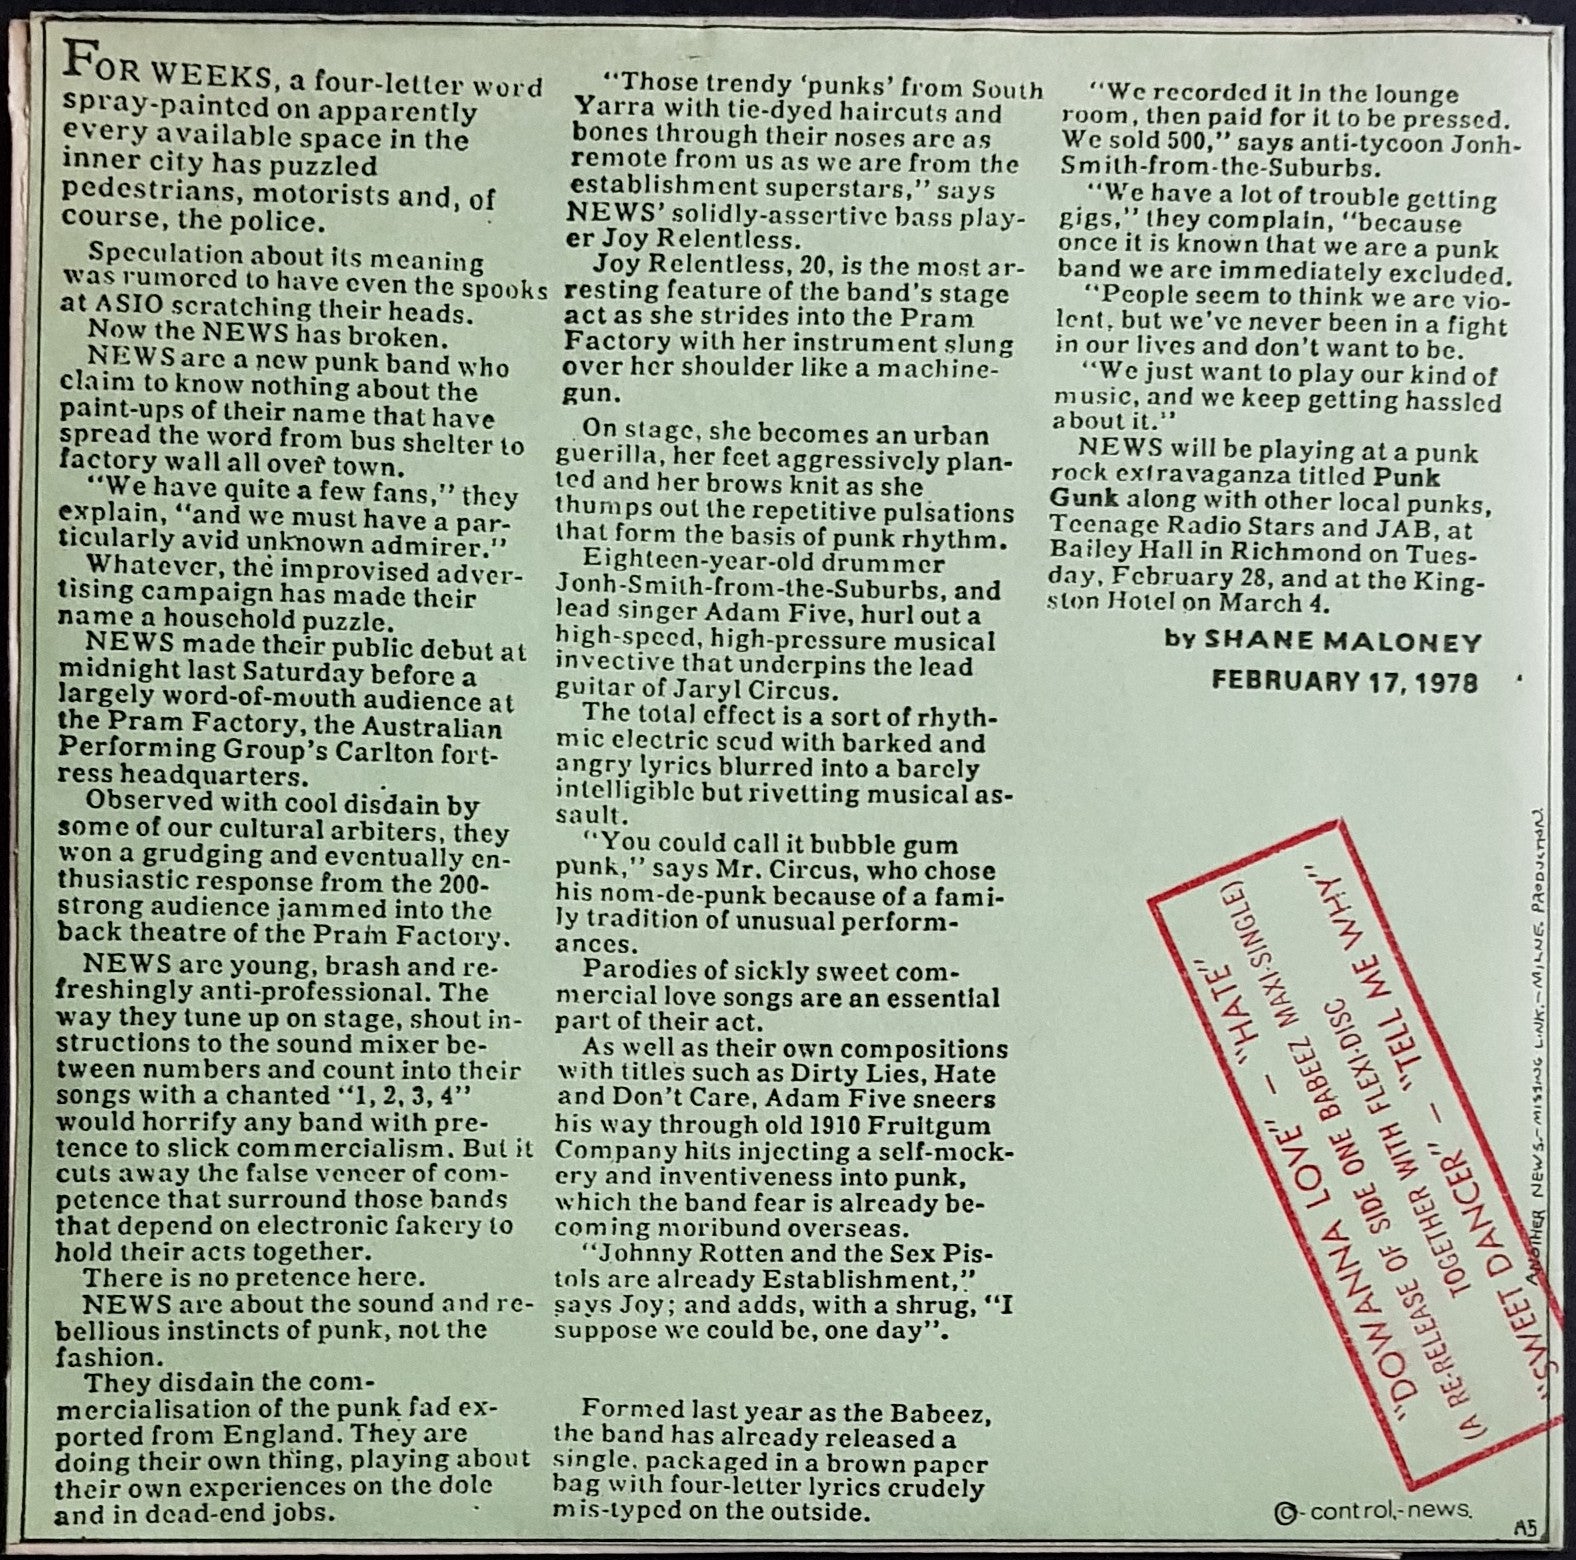 FOR WEEKS, a four-letter word
spray-painted on apparently
every available space in the
inner city has puzzled
pedestrians, motorists and, of
course, the police.
Speculation about its meaning
was rumored to have even the spooks
at ASIO scratching their heads.
Now the NEWS has broken.
NEWS are a new punk band who
claim to know nothing about the
paint-ups of their name that have
spread the word from bus shelter to
factory wall all over town.
“We have quite a few fans,” they
explain, “and we must have a par-
ticularly avid unknown admirer.”
Whatever, the improvised adver-
tising campaign has made their
name a household puzzle.
NEWS made their public debut at
midnight last Saturday before a
largely word-of-mouth audience at
the Pram Factory, the Australian
Performing Group's Carlton fort-
ress headquarters.
Observed with cool disdain by
some of our cultural arbiters, they
won a grudging and eventually en-
thusiastic response from the 200-
strong audience jammed into the
back theatre of the Pram Factory.
NEWS are young, brash and re-
freshingly anti-professional. The
way they tune up on stage, shout in-
structions to the sound mixer be-
tween numbers and count into their
songs with a chanted “1, 2, 3, 4”
would horrify any band with pre-
tence to slick commercialism. But it
cuts away the false veneer of com-
petence that surround those bands
that depend on electronic fakery to
hold their acts together.
There is no pretence here.
NEWS are about the sound and re-
bellious instincts of punk, not the
fashion.
They disdain the com-
mercialisation of the punk fad ex-
ported from England. They are
doing their own thing, playing about
their own experiences on the dole
and in dead-end jobs.
“Those trendy ‘punks’ from South
Yarra with tie-dyed haircuts and
bones through their noses are as
remote from us as we are from the
establishment superstars,” says
NEWS’ solidly-assertive bass play-
er Joy Relentless.
Joy Relentless, 20, is the most ar-
resting feature of the band's stage
act as she strides into the Pram
Factory with her instrument slung
over her shoulder like a machine-
gun.
On stage, she becomes an urban
guerilla, her feet aggressively plan-
ted and her brows knit as she
thumps out the repetitive pulsations
that form the basis of punk rhythm.
Eighteen-year-old drummer
Jonh-Smith-from-the-Suburbs, and
lead singer Adam Five, hurl out a
high-speed, high-pressure musical
invective that underpins the lead
guitar of Jaryl Circus.
The total effect is a sort of rhyth-
mic electric scud with barked and
angry lyrics blurred into a barely
intelligible but rivetting musical as-
sault.
“You could call it bubble gum
punk,” says Mr. Circus, who chose
his nom-de-punk because of a fami-
ly tradition of unusual perform-
ances.
Parodies of sickly sweet com-
mercial love songs are an essential
part of their act.
As well as their own compositions
with titles such as Dirty Lies, Hate
and Don't Care, Adam Five sneers
his way through old 1910 Fruitgum
Company hits injecting a self-mock-
ery and inventiveness into punk,
which the band fear is already be-
coming moribund overseas.
“Johnny Rotten and the Sex Pis-
tols are already Establishment,”
says Joy; and adds, with a shrug, “I
suppose we could be, one day”.
Formed last year as the Babeez,
the band has already released a
single, packaged in a brown paper
bag with four-letter lyrics crudely
mis-typed on the outside.
“We recorded it in the lounge
room, then paid for it to be pressed.
We sold 500,” says anti-tycoon Jonh-
Smith-from-the-Suburbs.
“We have a lot of trouble getting
gigs,” they complain, “because
once it is known that we are a punk
band we are immediately excluded.
“People seem to think we are vio-
lent, but we've never been in a fight
in our lives and don't want to be.
“We just want to play our kind of
music, and we keep getting hassled
about it.”
NEWS will be playing at a punk
rock extravaganza titled Punk
Gunk along with other local punks,
Teenage Radio Stars and JAB, at
Bailey Hall in Richmond on Tues-
day, February 28, and at the King-
ston Hotel on March 4.
by SHANE MALONEY
FEBRUARY 17, 1978
“DOWANNA LOVE” – “HATE”
(A RE-RELEASE OF SIDE ONE BABEEZ MAXI-SINGLE)
TOGETHER WITH FLEXI-DISC
“SWEET DANCER” – “TELL ME WHY”
ANOTHER NEWS.–MISSING LINK.–MILNE. PRODUCTION.
©-control,-news.
A5